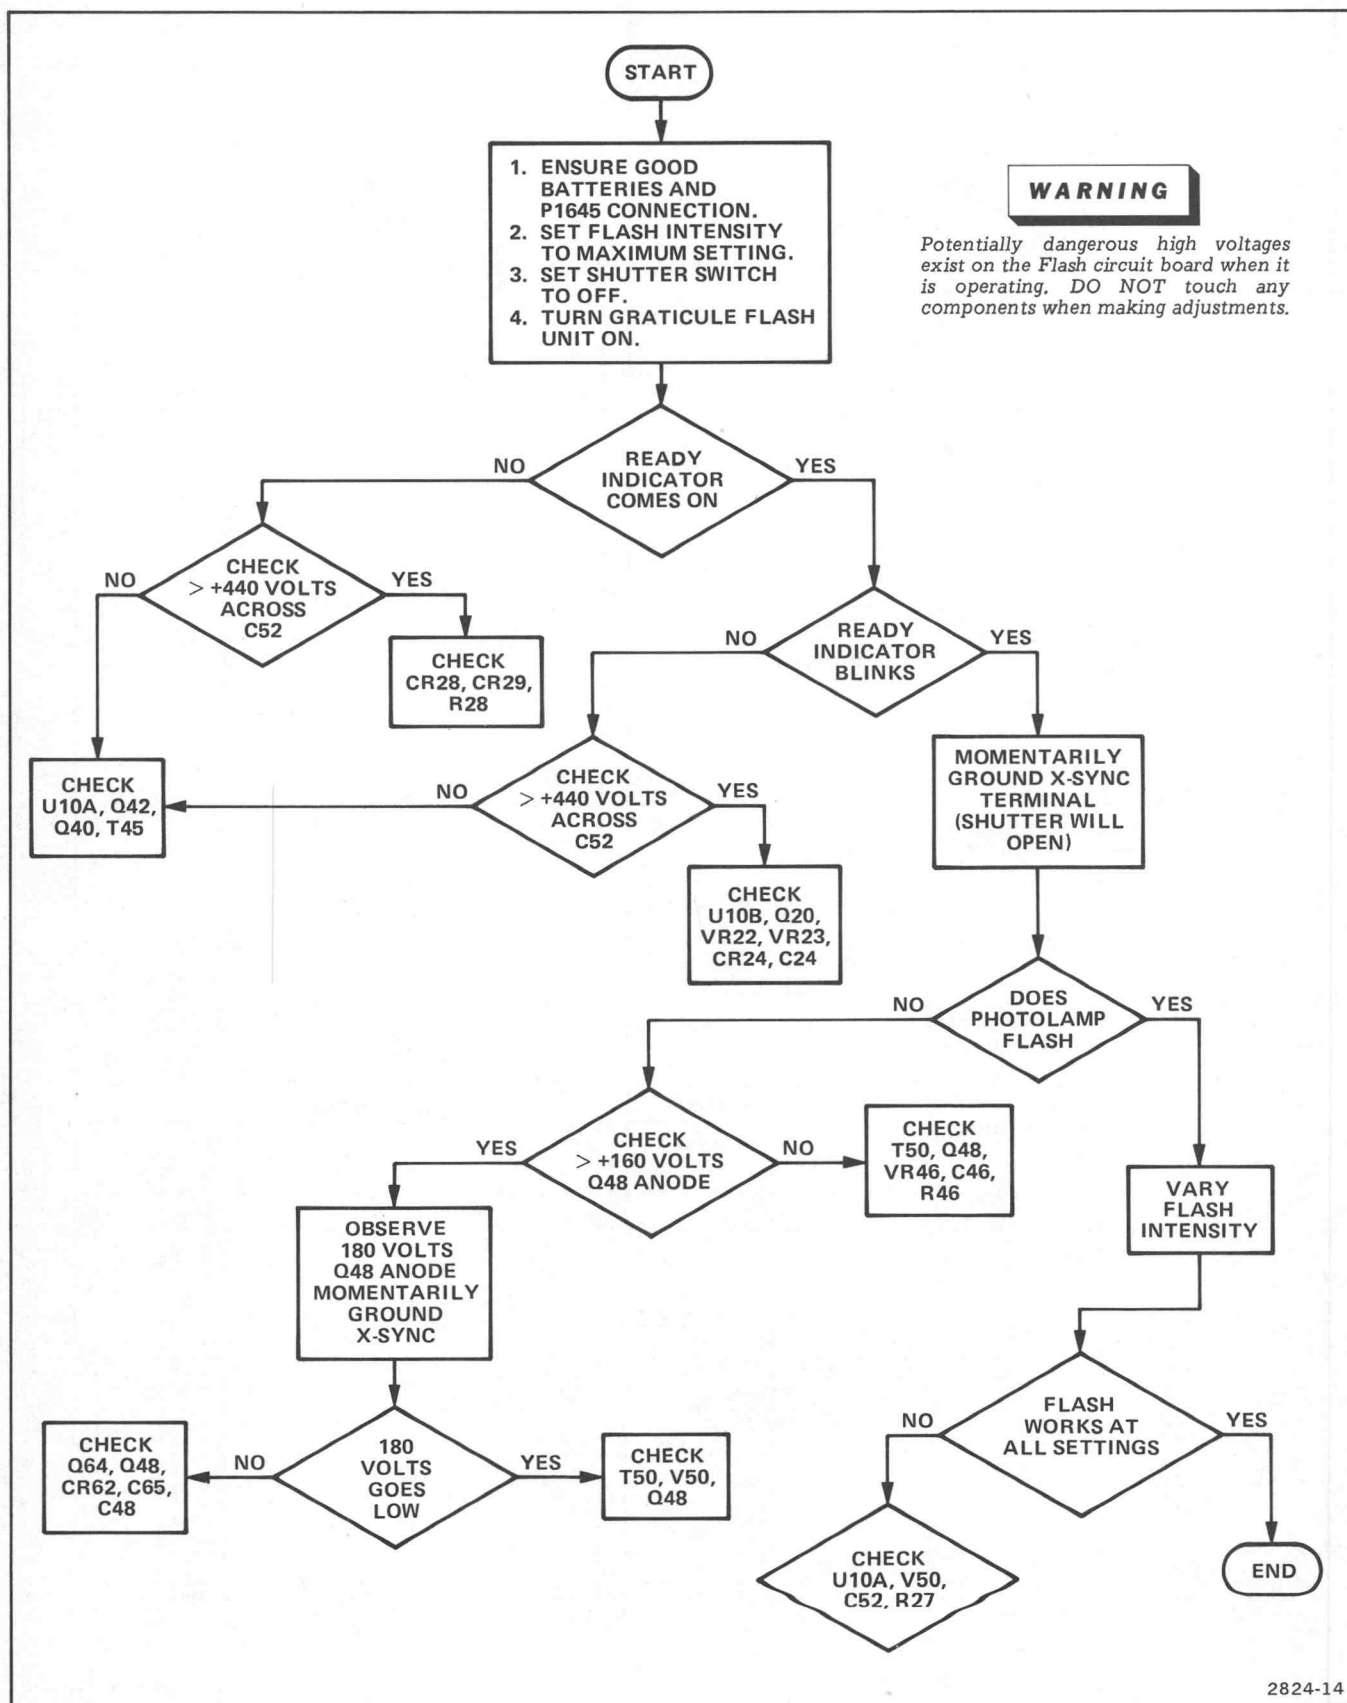 START
1. ENSURE GOOD
BATTERIES AND
P1645 CONNECTION.
2. SET FLASH INTENSITY
TO MAXIMUM SETTING.
3. SET SHUTTER SWITCH
TO OFF.
4. TURN GRATICULE FLASH
UNIT ON.
WARNING
Potentially dangerous high voltages
exist on the Flash circuit board when it
is operating. DO NOT touch any
components when making adjustments.
NO
READY
INDICATOR
COMES ON
YES
NO
CHECK
> +440 VOLTS
ACROSS
C52
YES
CHECK
CR28, CR29,
R28
NO
READY
INDICATOR
BLINKS
YES
CHECK
U10A, Q42,
Q40, T45
NO
CHECK
> +440 VOLTS
ACROSS
C52
YES
MOMENTARILY
GROUND X-SYNC
TERMINAL
(SHUTTER WILL
OPEN)
CHECK
U10B, Q20,
VR22, VR23,
CR24, C24
NO
DOES
PHOTOLAMP
FLASH
YES
YES
CHECK
> +160 VOLTS
Q48 ANODE
NO
CHECK
T50, Q48,
VR46, C46,
R46
VARY
FLASH
INTENSITY
OBSERVE
180 VOLTS
Q48 ANODE
MOMENTARILY
GROUND
X-SYNC
CHECK
Q64, Q48,
CR62, C65,
C48
NO
180
VOLTS
GOES
LOW
YES
CHECK
T50, V50,
Q48
NO
FLASH
WORKS AT
ALL SETTINGS
YES
CHECK
U10A, V50,
C52, R27
END
2824-14